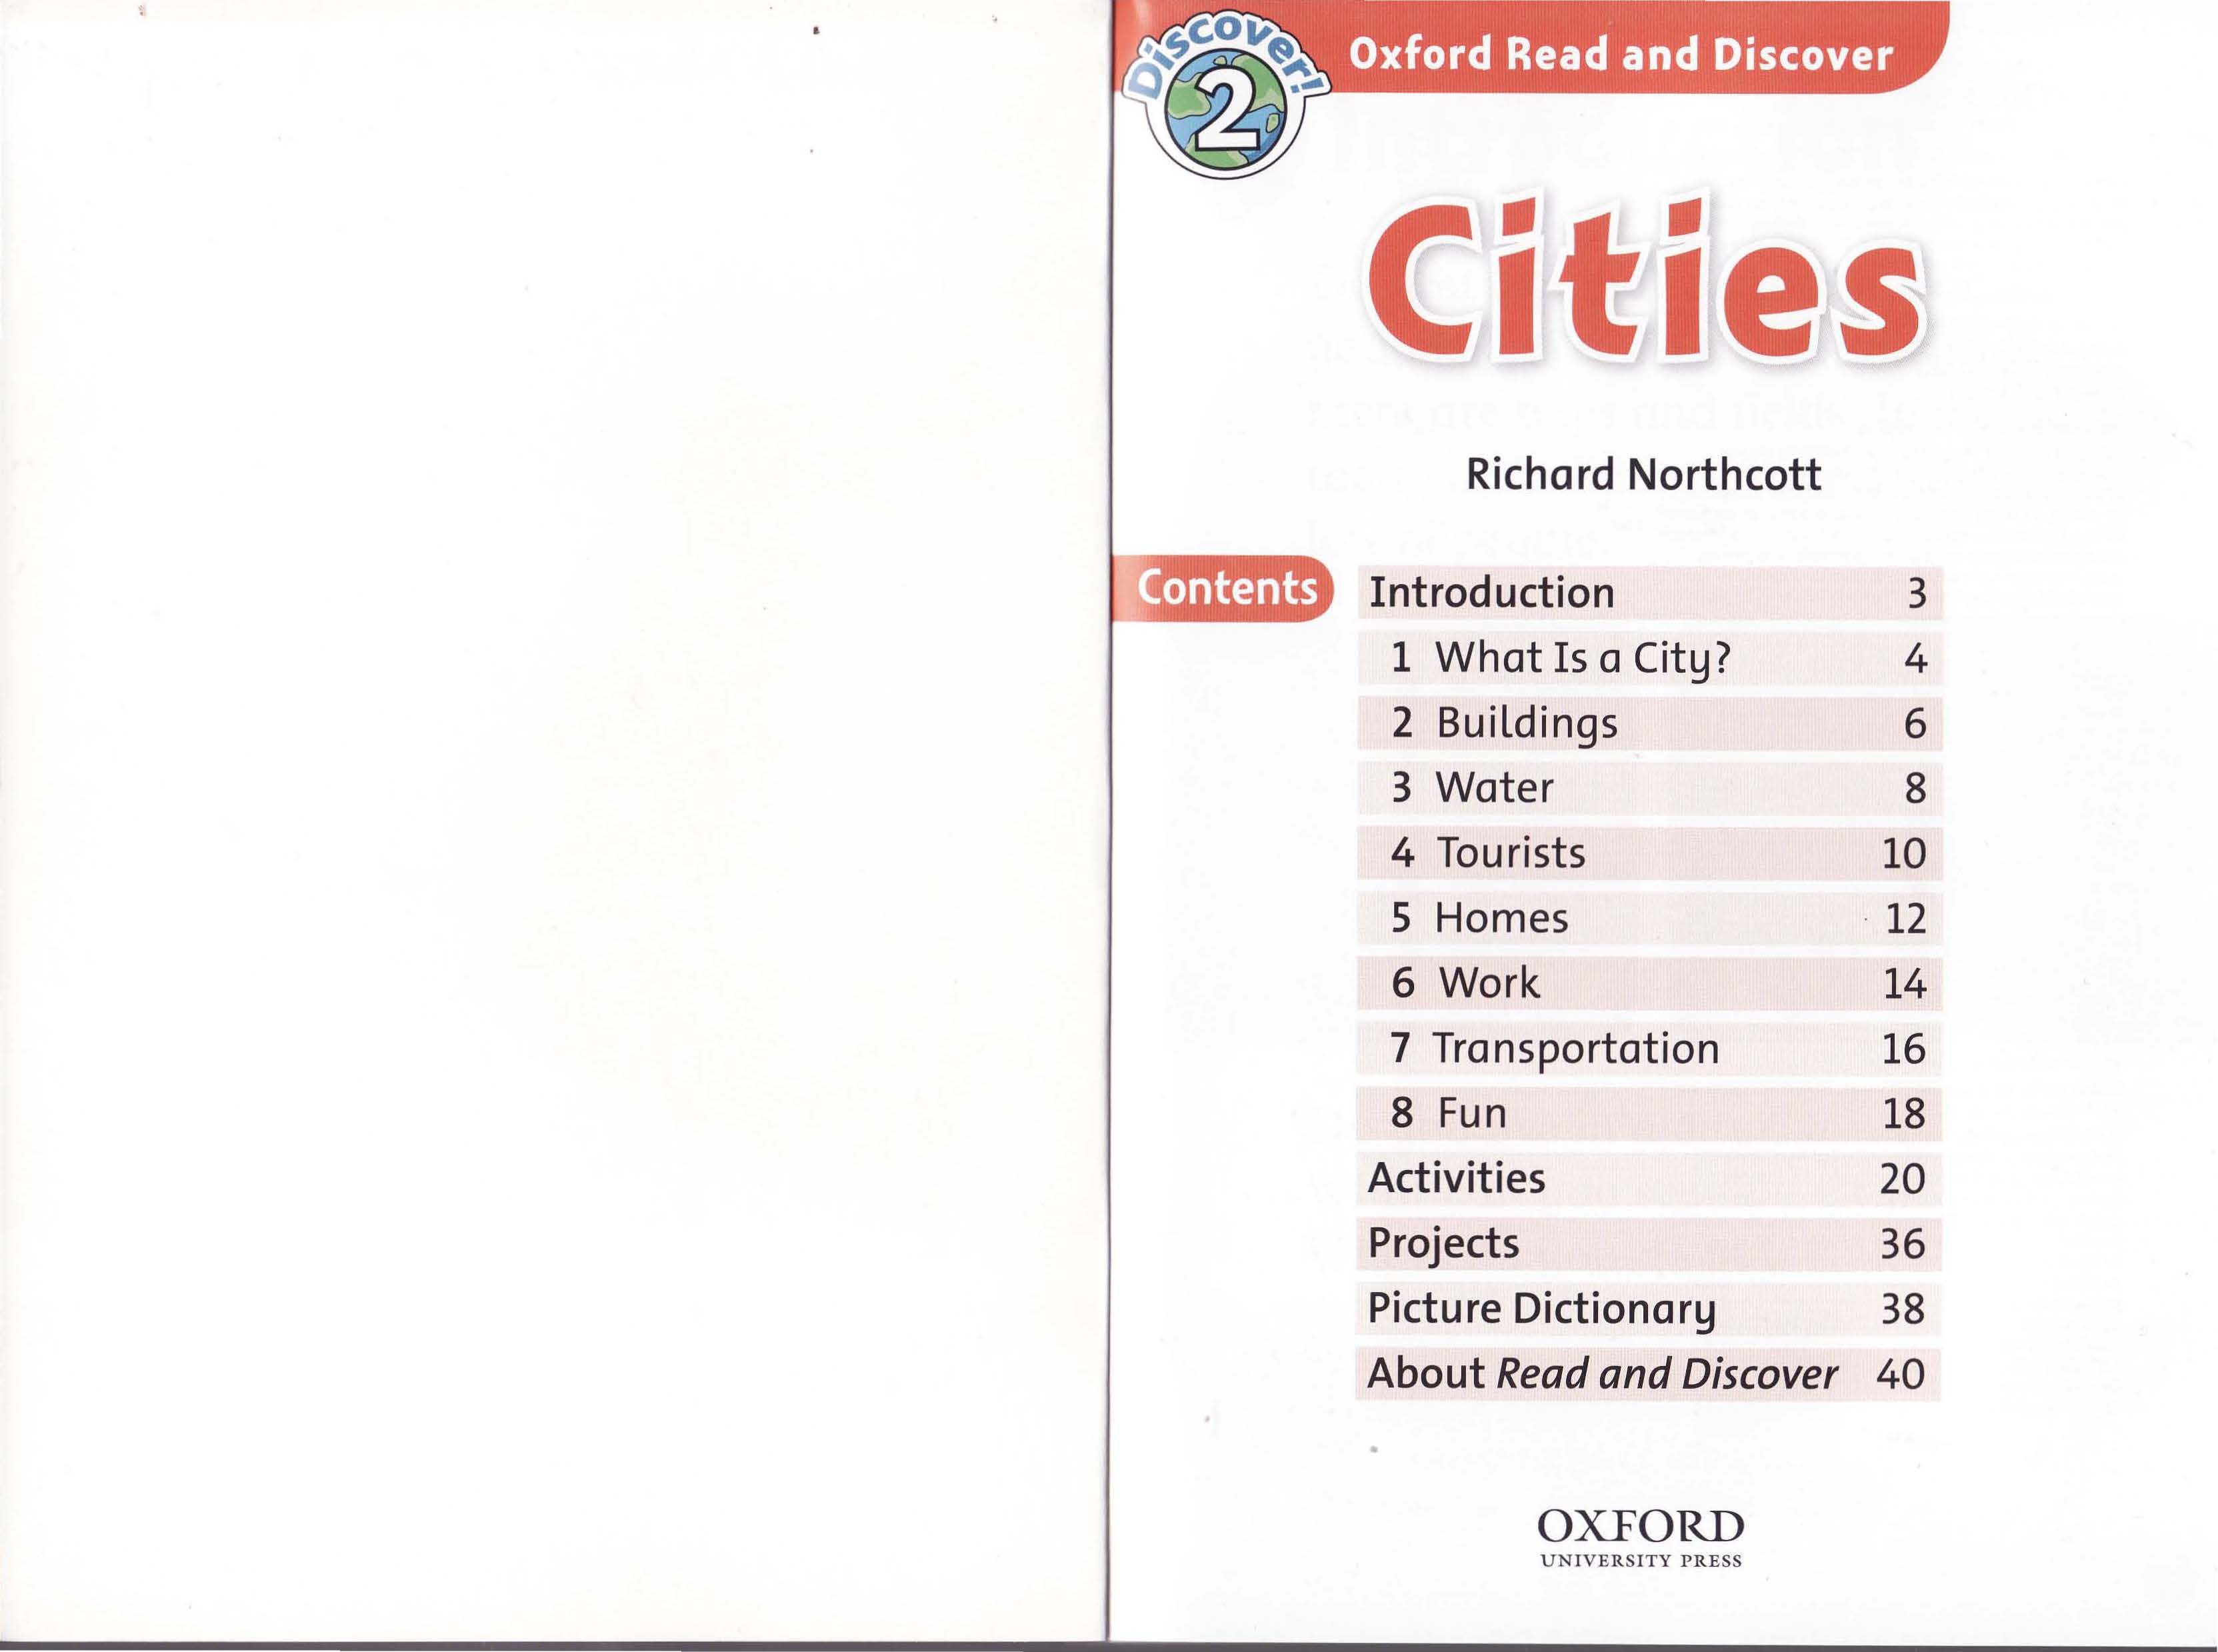 Discover!
2
Oxford Read and Discover
Cities
Richard Northcott
Contents
Introduction 3
1 What Is a City? 4
2 Buildings 6
3 Water 8
4 Tourists 10
5 Homes 12
6 Work 14
7 Transportation 16
8 Fun 18
Activities 20
Projects 36
Picture Dictionary 38
About Read and Discover 40
OXFORD
UNIVERSITY PRESS